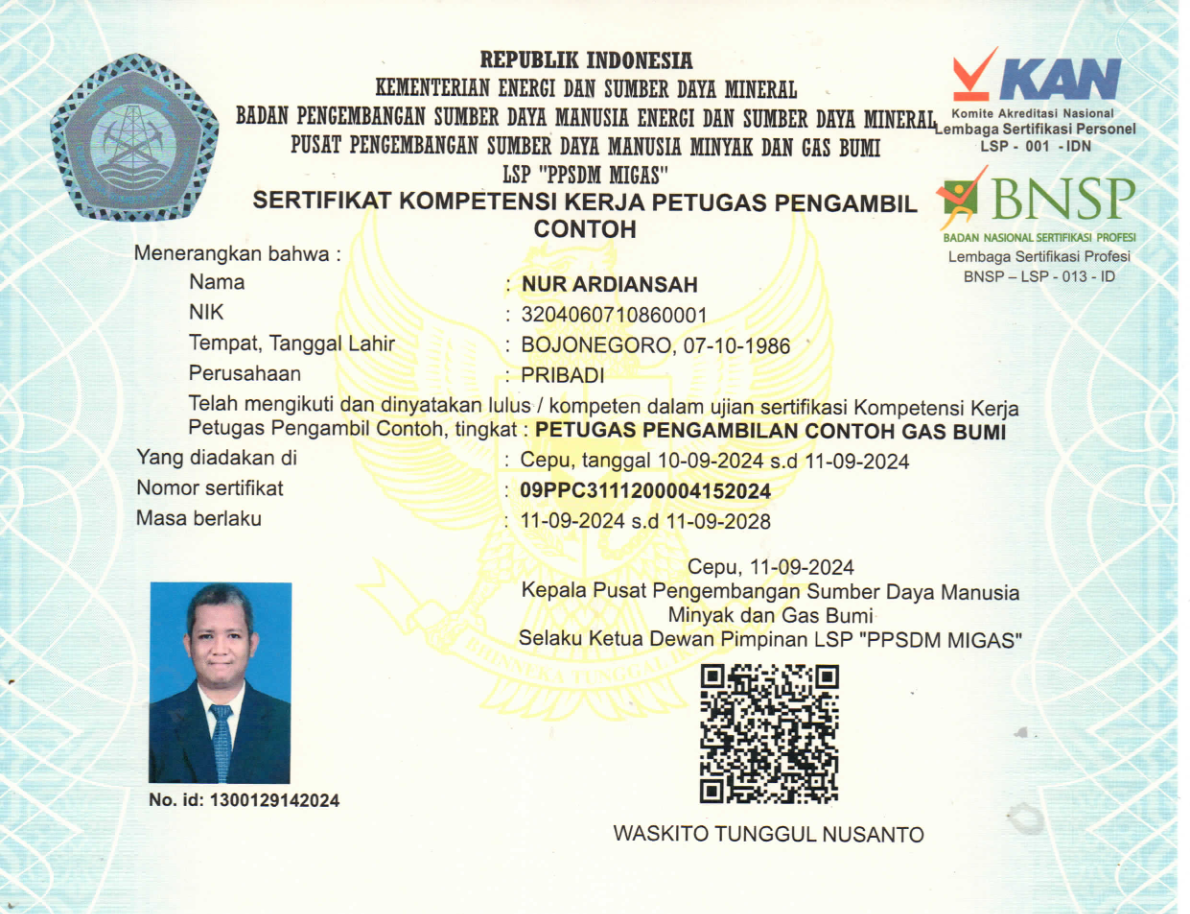 REPUBLIK INDONESIA
KEMENTERIAN ENERGI DAN SUMBER DAYA MINERAL
BADAN PENGEMBANGAN SUMBER DAYA MANUSIA ENERGI DAN SUMBER DAYA MINERAL
PUSAT PENGEMBANGAN SUMBER DAYA MANUSIA MINYAK DAN GAS BUMI
LSP "PPSDM MIGAS"
SERTIFIKAT KOMPETENSI KERJA PETUGAS PENGAMBIL
CONTOH
KAN
Komite Akreditasi Nasional
Lembaga Sertifikasi Personel
LSP - 001 - IDN
BNSP
BADAN NASIONAL SERTIFIKASI PROFESI
Lembaga Sertifikasi Profesi
BNSP – LSP - 013 - ID
Menerangkan bahwa :
Nama : NUR ARDIANSAH
NIK : 3204060710860001
Tempat, Tanggal Lahir : BOJONEGORO, 07-10-1986
Perusahaan : PRIBADI
Telah mengikuti dan dinyatakan lulus / kompeten dalam ujian sertifikasi Kompetensi Kerja
Petugas Pengambil Contoh, tingkat : PETUGAS PENGAMBILAN CONTOH GAS BUMI
Yang diadakan di : Cepu, tanggal 10-09-2024 s.d 11-09-2024
Nomor sertifikat : 09PPC3111200004152024
Masa berlaku : 11-09-2024 s.d 11-09-2028
Cepu, 11-09-2024
Kepala Pusat Pengembangan Sumber Daya Manusia
Minyak dan Gas Bumi
Selaku Ketua Dewan Pimpinan LSP "PPSDM MIGAS"
BHINNEKA TUNGGAL IKA
No. id: 1300129142024
WASKITO TUNGGUL NUSANTO